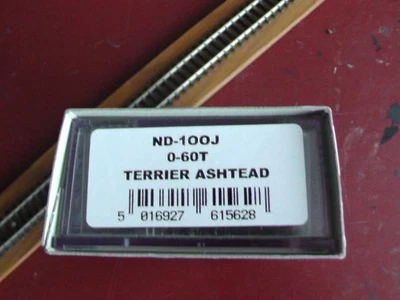 ND-100J
0-60T
TERRIER ASHTEAD
5 016927 615628